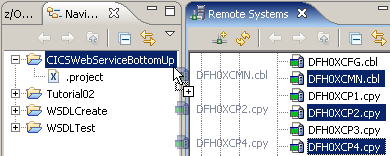 z/O...
Navi...
Remote Systems
CICSWebServiceBottomUp
.project
Tutorial02
WSDLCreate
WSDLTest
DFH0XCMN.cbl
DFH0XCP2.cpy
DFH0XCP4.cpy
DFH0XCFG.cbl
DFH0XCMN.cbl
DFH0XCP1.cpy
DFH0XCP2.cpy
DFH0XCP3.cpy
DFH0XCP4.cpy